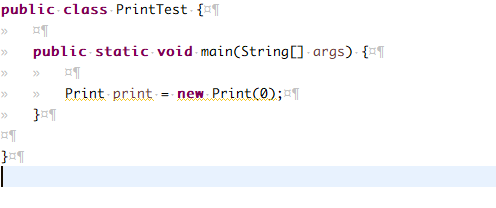 public class PrintTest {¤¶
» ¤¶
» public·static·void·main(String[]·args)·{¤¶
» » ¤¶
» » Print·print·=·new·Print(0);¤¶
» }¤¶
¤¶
}¤¶